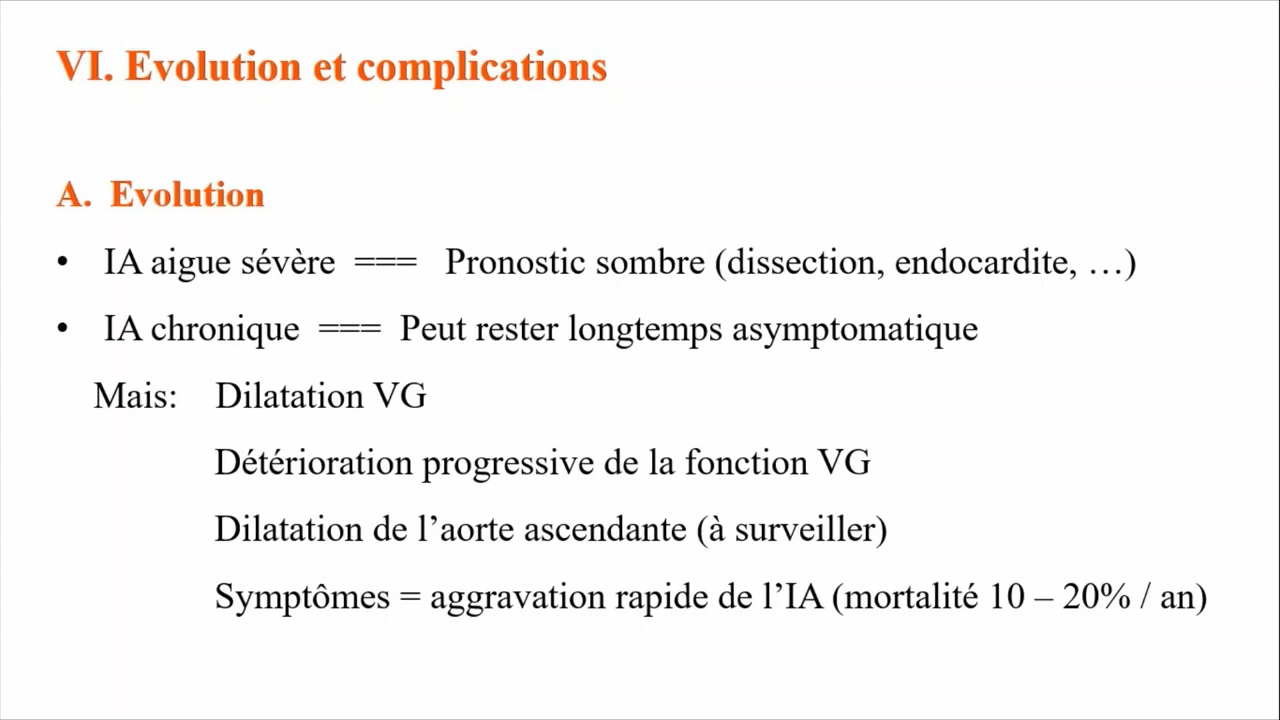 VI. Evolution et complications
A. Evolution
• IA aigue sévère === Pronostic sombre (dissection, endocardite, …)
• IA chronique === Peut rester longtemps asymptomatique
Mais: Dilatation VG
Détérioration progressive de la fonction VG
Dilatation de l’aorte ascendante (à surveiller)
Symptômes = aggravation rapide de l’IA (mortalité 10 – 20% / an)